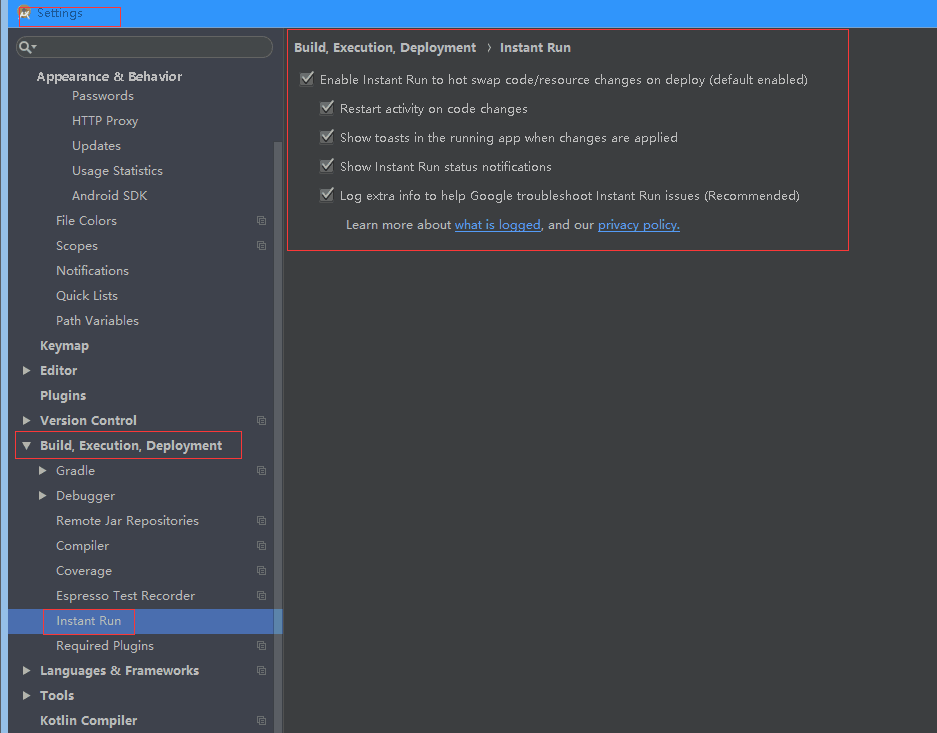 Settings
Appearance & Behavior
Passwords
HTTP Proxy
Updates
Usage Statistics
Android SDK
File Colors
Scopes
Notifications
Quick Lists
Path Variables
Keymap
Editor
Plugins
Version Control
Build, Execution, Deployment
Gradle
Debugger
Remote Jar Repositories
Compiler
Coverage
Espresso Test Recorder
Instant Run
Required Plugins
Languages & Frameworks
Tools
Kotlin Compiler
Build, Execution, Deployment › Instant Run
Enable Instant Run to hot swap code/resource changes on deploy (default enabled)
Restart activity on code changes
Show toasts in the running app when changes are applied
Show Instant Run status notifications
Log extra info to help Google troubleshoot Instant Run issues (Recommended)
Learn more about what is logged, and our privacy policy.